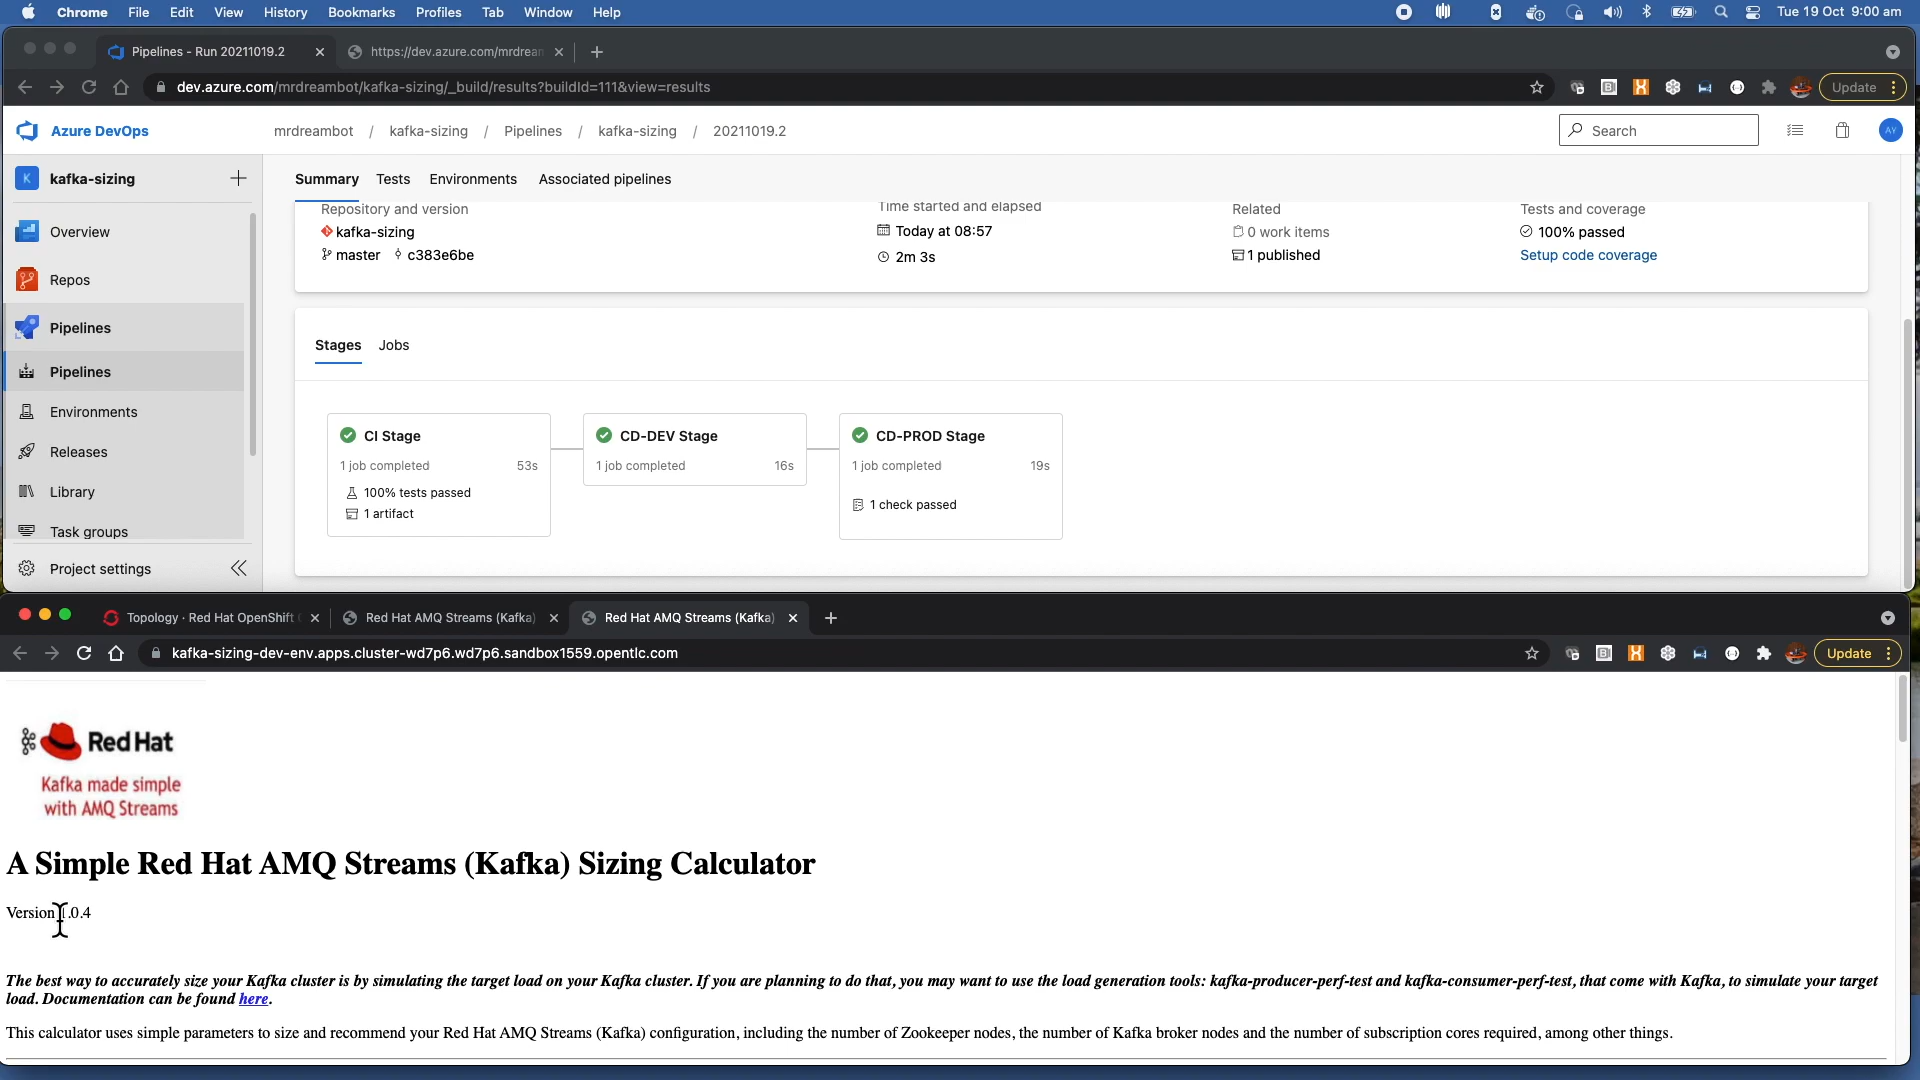 Chrome File Edit View History Bookmarks Profiles Tab Window Help Tue 19 Oct 9:00 am
Pipelines - Run 20211019.2 https://dev.azure.com/mrdrean
dev.azure.com/mrdreambot/kafka-sizing/_build/results?buildId=111&view=results Update
Azure DevOps mrdreambot / kafka-sizing / Pipelines / kafka-sizing / 20211019.2 Search AY
K kafka-sizing
Summary Tests Environments Associated pipelines
Repository and version Time started and elapsed Related Tests and coverage
Overview kafka-sizing Today at 08:57 0 work items 100% passed
master c383e6be 2m 3s 1 published Setup code coverage
Repos
Pipelines
Stages Jobs
Pipelines
Environments
CI Stage CD-DEV Stage CD-PROD Stage
Releases
1 job completed 53s 1 job completed 16s 1 job completed 19s
Library 100% tests passed 1 check passed
1 artifact
Task groups
Project settings
Topology · Red Hat OpenShift Red Hat AMQ Streams (Kafka) Red Hat AMQ Streams (Kafka)
kafka-sizing-dev-env.apps.cluster-wd7p6.wd7p6.sandbox1559.opentlc.com Update
Red Hat
Kafka made simple
with AMQ Streams
A Simple Red Hat AMQ Streams (Kafka) Sizing Calculator
Version 1.0.4
The best way to accurately size your Kafka cluster is by simulating the target load on your Kafka cluster. If you are planning to do that, you may want to use the load generation tools: kafka-producer-perf-test and kafka-consumer-perf-test, that come with Kafka, to simulate your target
load. Documentation can be found here.
This calculator uses simple parameters to size and recommend your Red Hat AMQ Streams (Kafka) configuration, including the number of Zookeeper nodes, the number of Kafka broker nodes and the number of subscription cores required, among other things.